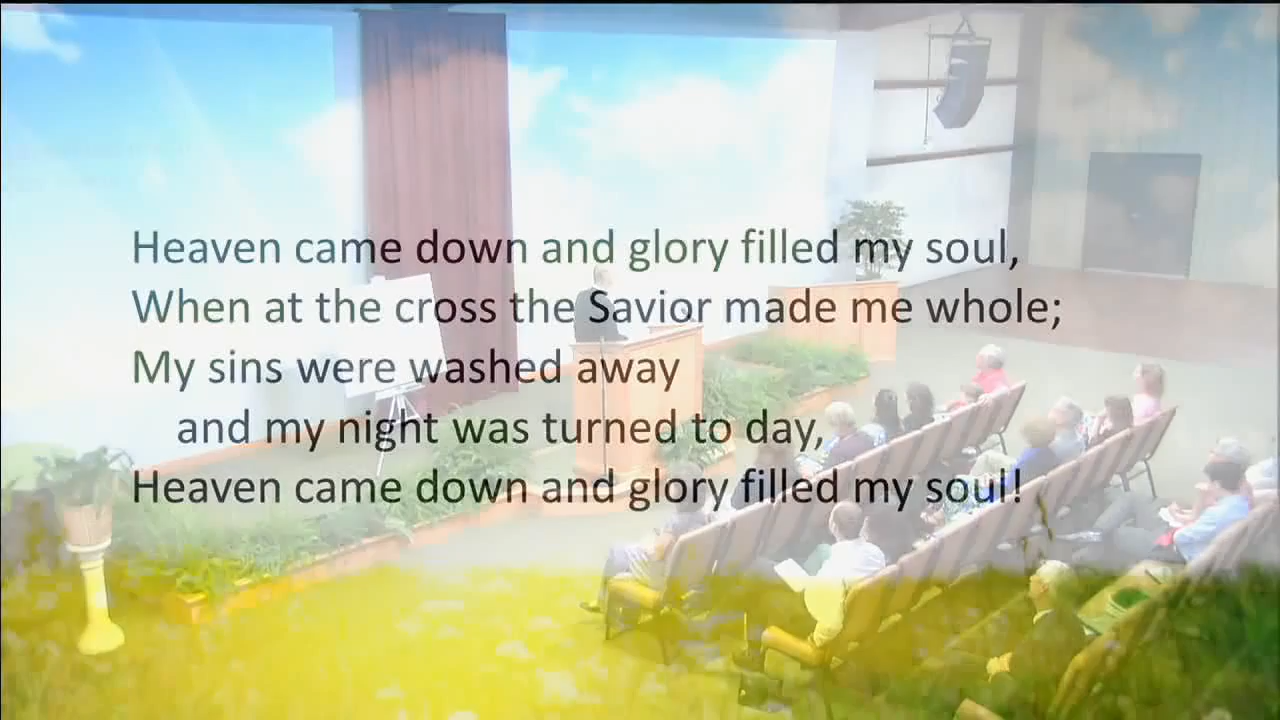 Heaven came down and glory filled my soul,
When at the cross the Savior made me whole;
My sins were washed away
and my night was turned to day,
Heaven came down and glory filled my soul!